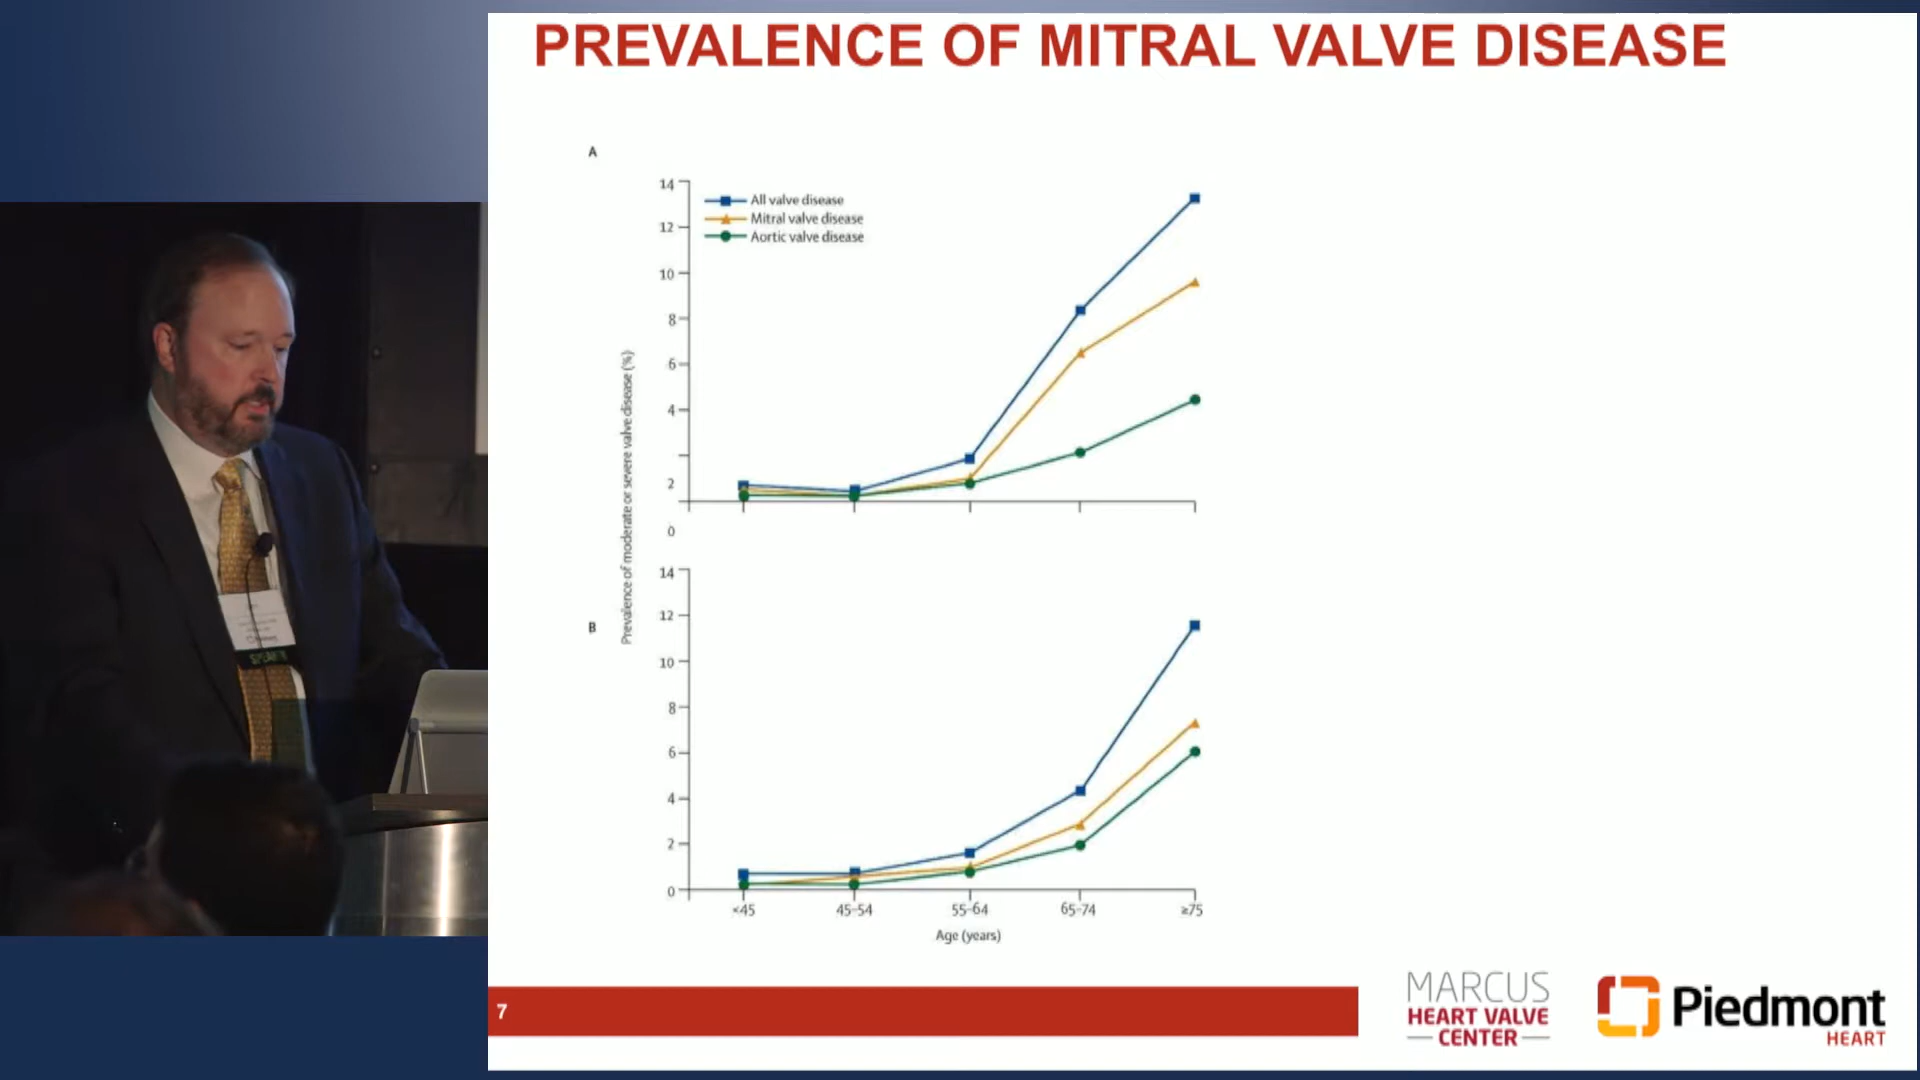 PREVALENCE OF MITRAL VALVE DISEASE
A
14
12
10
8
6
4
2
0
All valve disease
Mitral valve disease
Aortic valve disease
Prevalence of moderate or severe valve disease (%)
B
14
12
10
8
6
4
2
0
<45
45–54
55–64
65–74
≥75
Age (years)
7
MARCUS
HEART VALVE
CENTER
Piedmont
HEART
SPEAKER